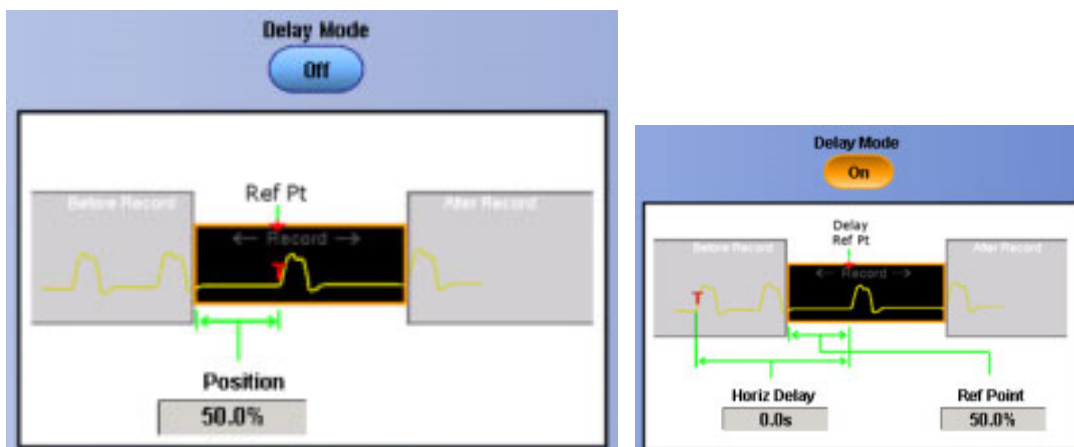 Delay Mode
Off
Before Record
Ref Pt
After Record
← Record →
T
Position
50.0%
Delay Mode
On
Before Record
Delay
Ref Pt
After Record
← Record →
T
Horiz Delay
0.0s
Ref Point
50.0%